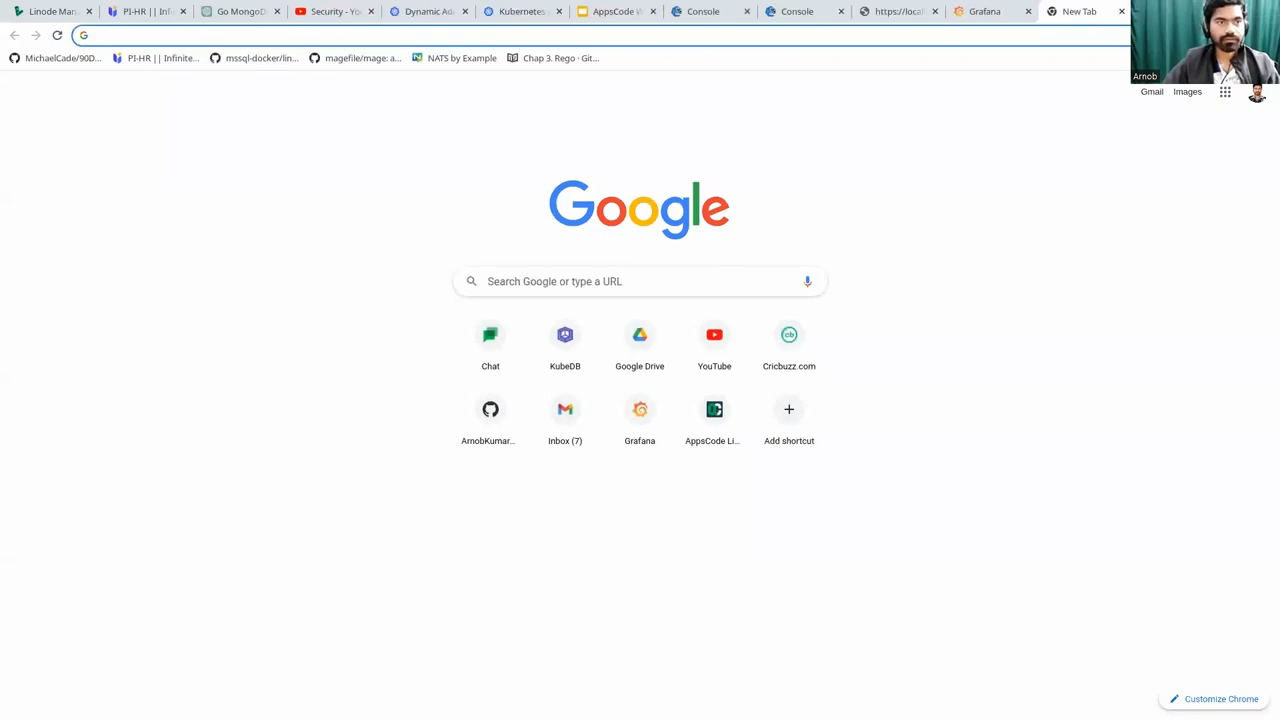 Linode Man PI-HR || Infi Go MongoD Security - Yo Dynamic Ad Kubernetes AppsCode W Console Console https://local Grafana New Tab
MichaelCade/90D... PI-HR || Infinite... mssql-docker/lin... magefile/mage: a... NATS by Example Chap 3. Rego · Git...
Arnob
Gmail Images
Google
Search Google or type a URL
Chat KubeDB Google Drive YouTube Cricbuzz.com
ArnobKumar... Inbox (7) Grafana AppsCode Li... Add shortcut
Customize Chrome